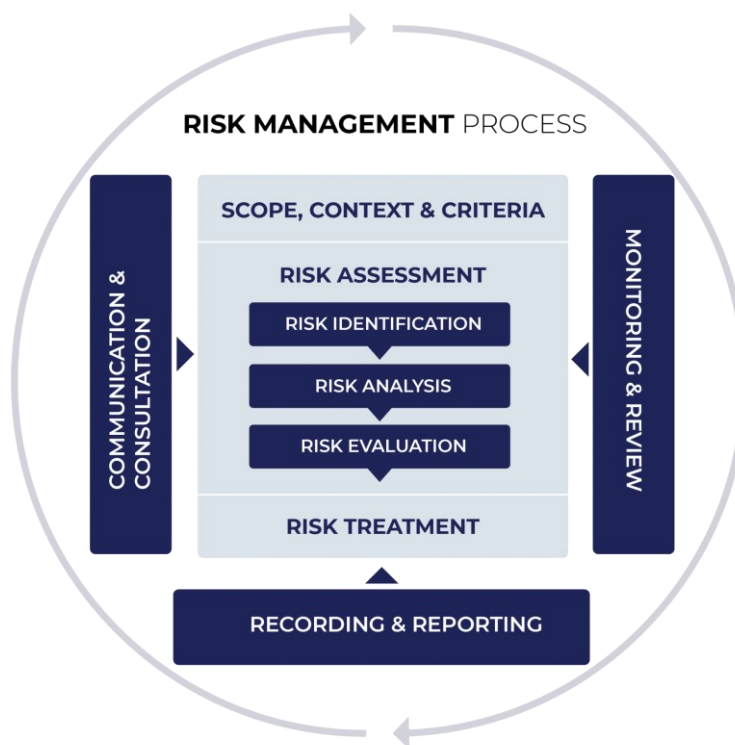 RISK MANAGEMENT PROCESS
COMMUNICATION &
CONSULTATION
SCOPE, CONTEXT & CRITERIA
RISK ASSESSMENT
RISK IDENTIFICATION
RISK ANALYSIS
RISK EVALUATION
RISK TREATMENT
MONITORING & REVIEW
RECORDING & REPORTING